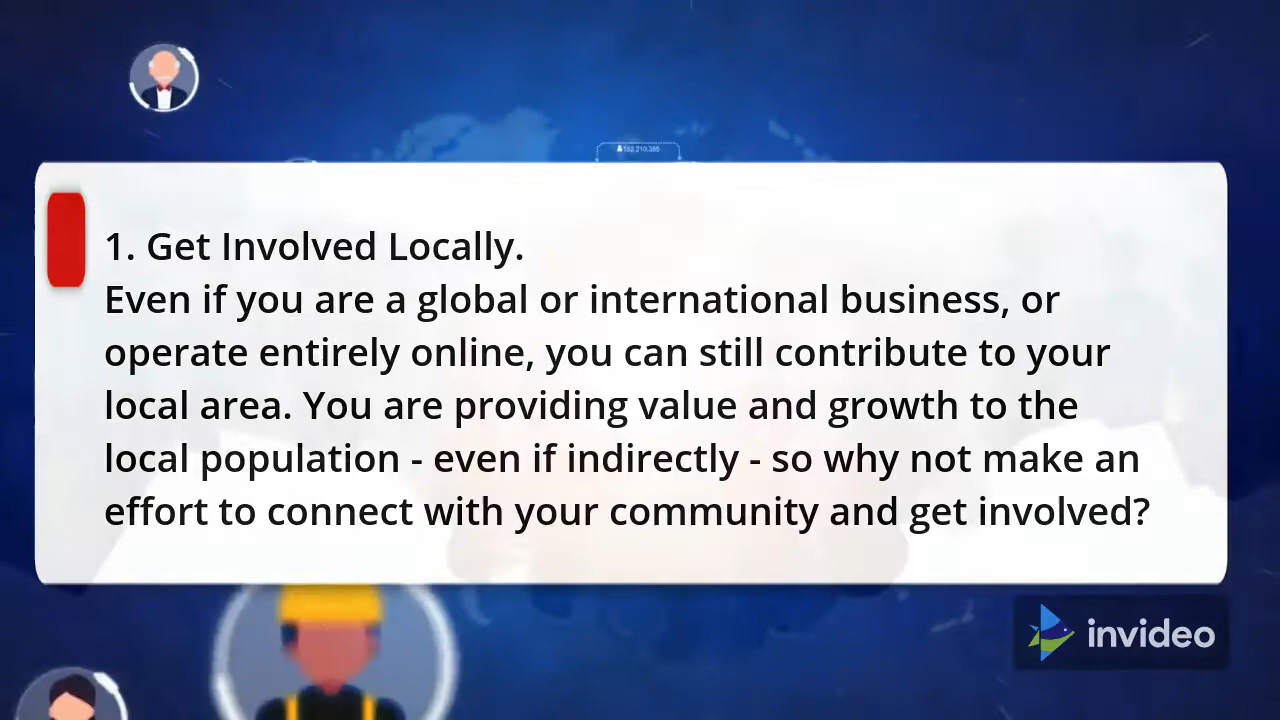 1. Get Involved Locally.
Even if you are a global or international business, or
operate entirely online, you can still contribute to your
local area. You are providing value and growth to the
local population - even if indirectly - so why not make an
effort to connect with your community and get involved?
invideo